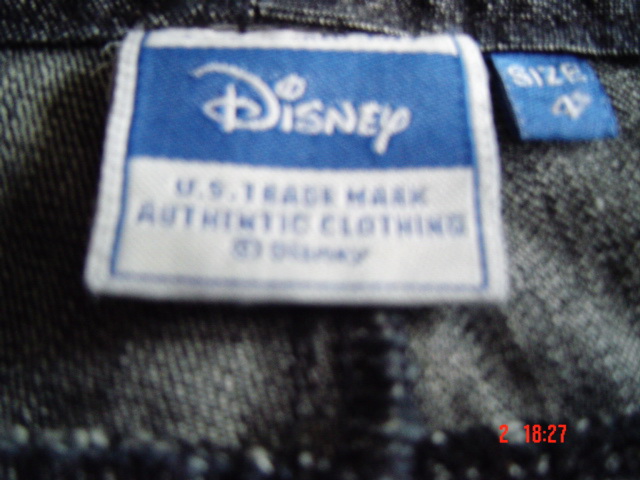 Disney
U.S. TRADE MARK
AUTHENTIC CLOTHING
© Disney
SIZE
2 18:27